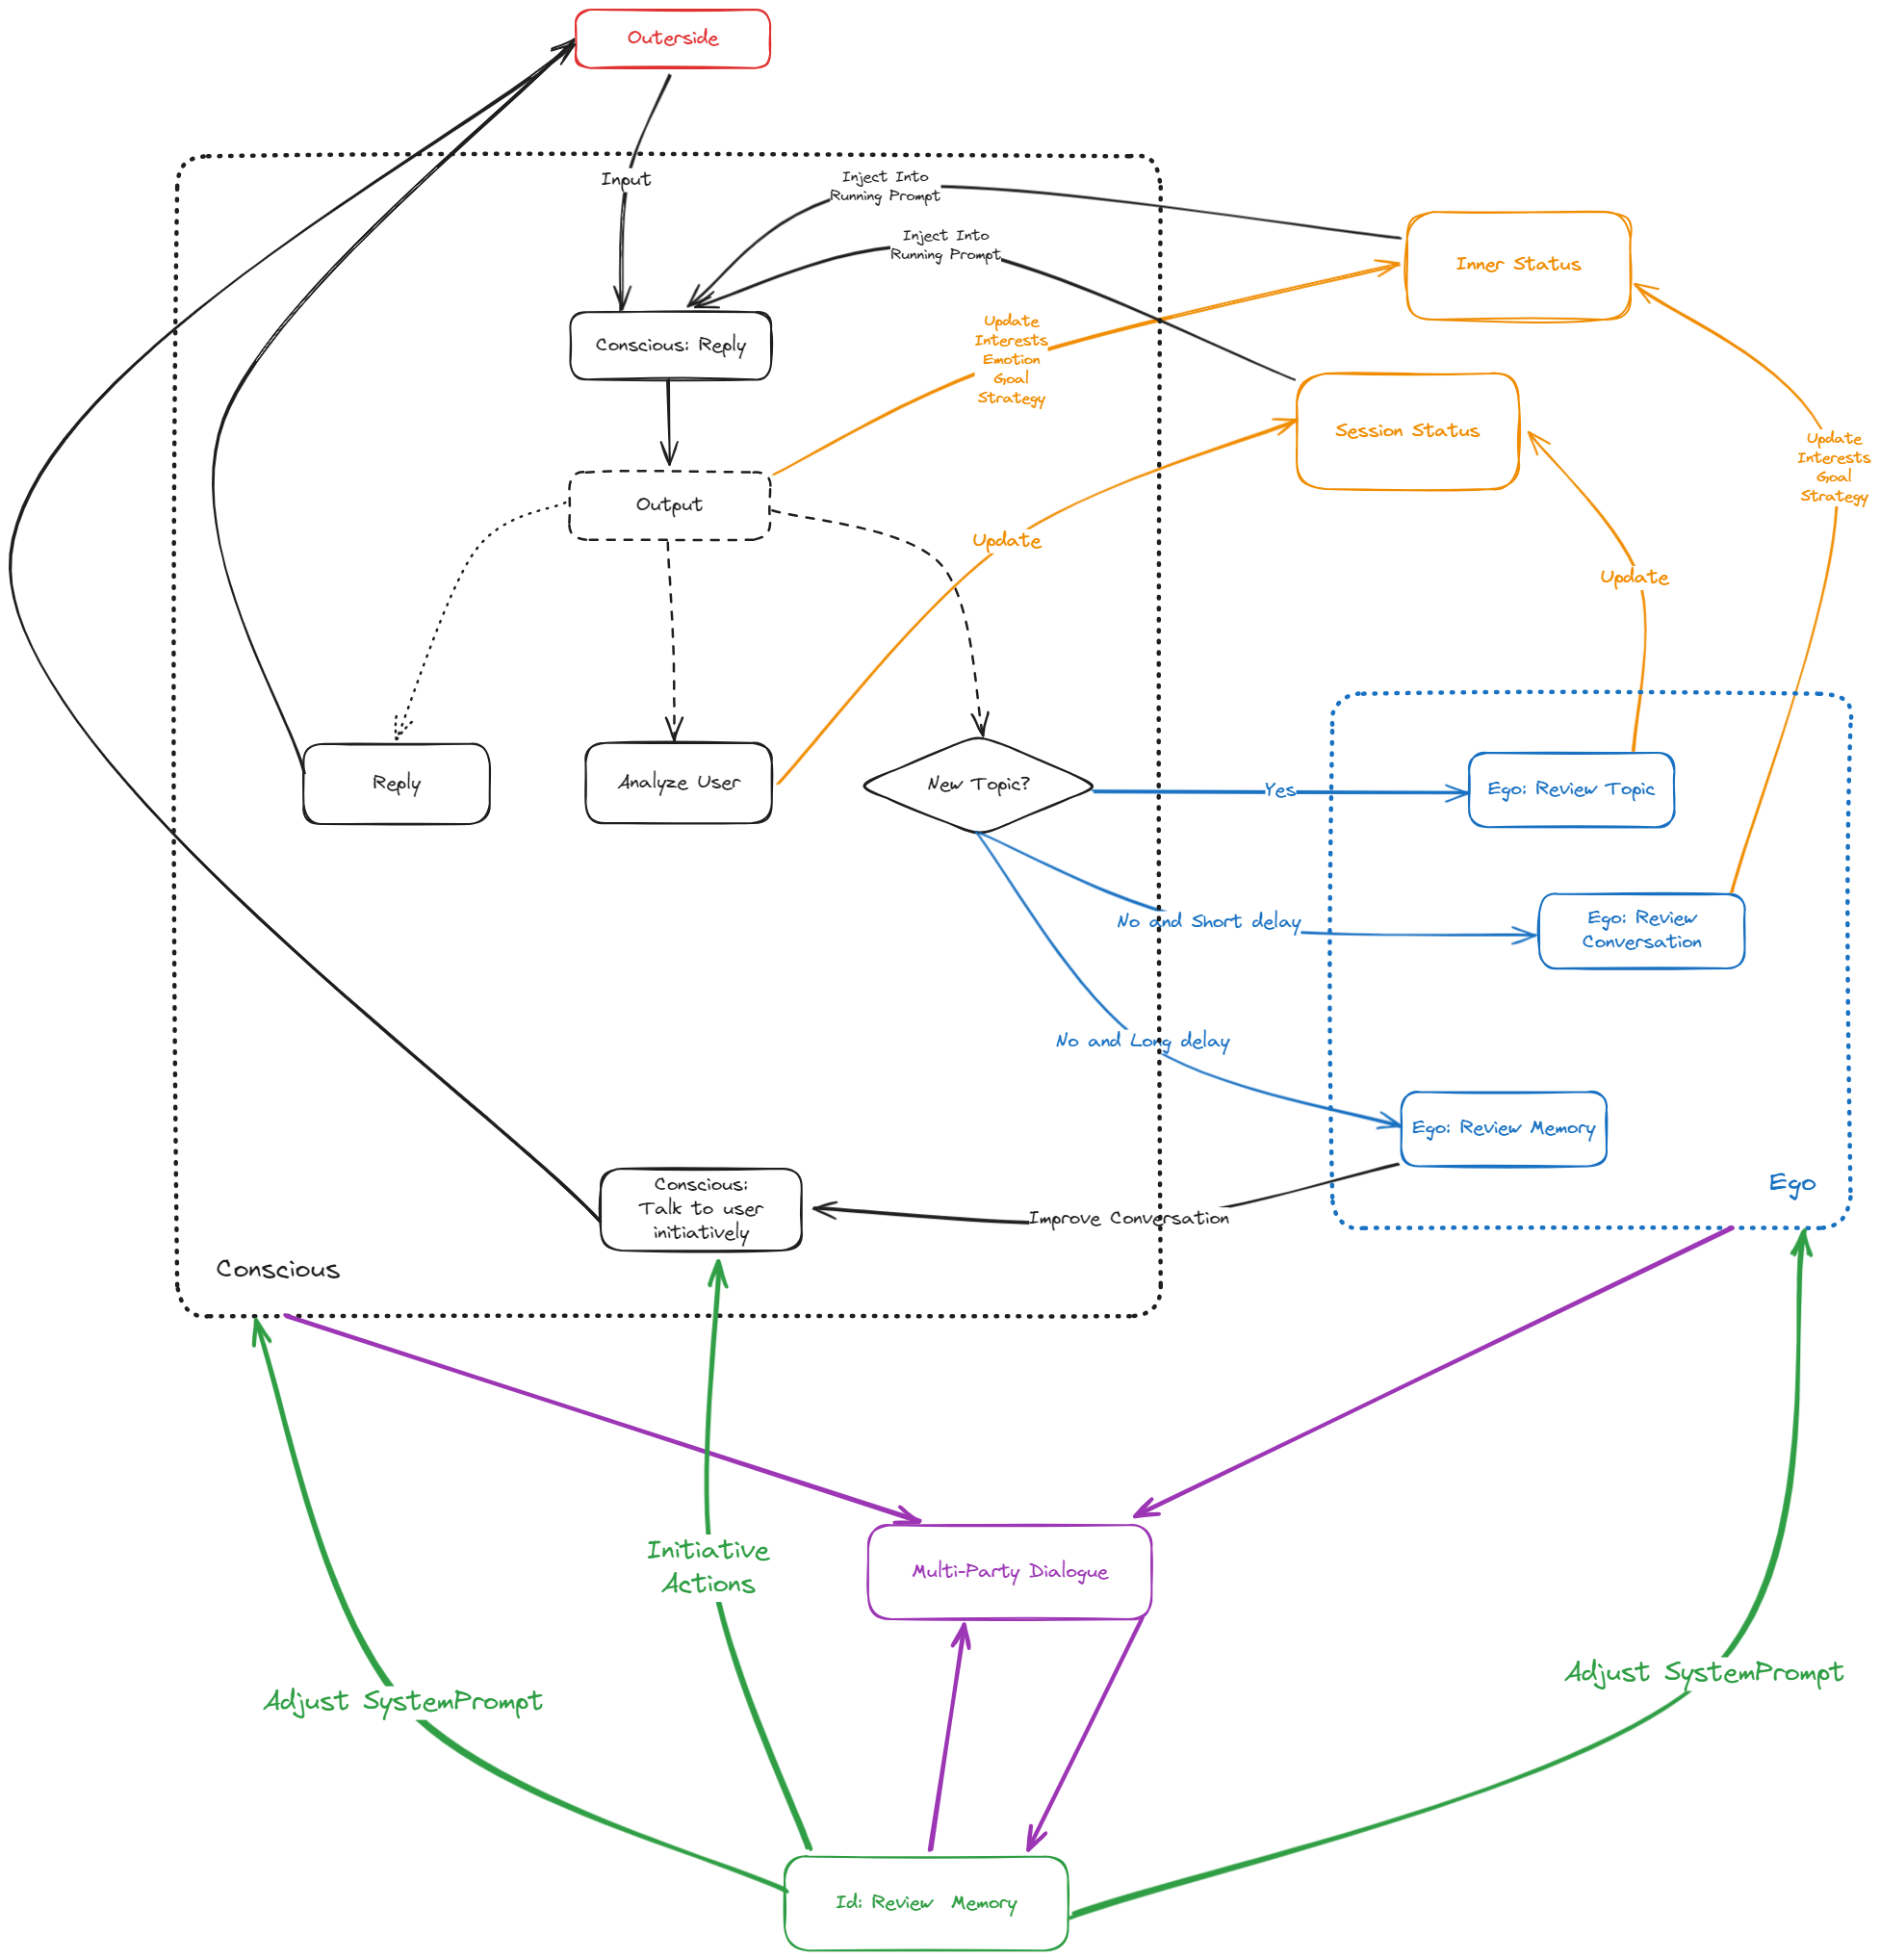 Outerside
Input
Inject Into
Running Prompt
Inject Into
Running Prompt
Inner Status
Conscious: Reply
Update
Interests
Emotion
Goal
Strategy
Session Status
Update
Interests
Goal
Strategy
Output
Update
Update
Reply
Analyze User
New Topic?
Yes
Ego: Review Topic
No and Short delay
Ego: Review
Conversation
No and Long delay
Ego: Review Memory
Ego
Conscious:
Talk to user
initiatively
Improve Conversation
Conscious
Initiative
Actions
Multi-Party Dialogue
Adjust SystemPrompt
Adjust SystemPrompt
Id: Review  Memory